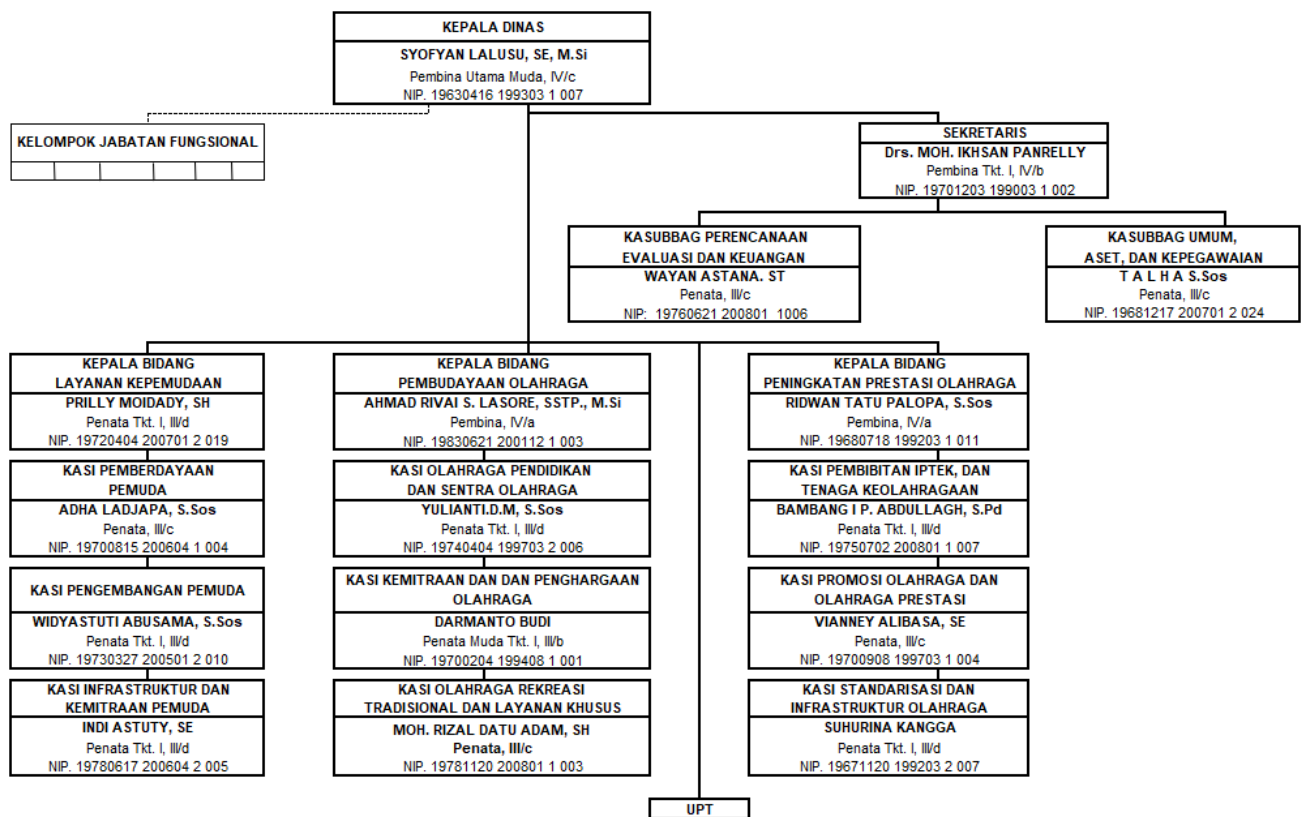 KEPALA DINAS
SYOFYAN LALUSU, SE, M.Si
Pembina Utama Muda, IV/c
NIP. 19630416 199303 1 007
KELOMPOK JABATAN FUNGSIONAL
SEKRETARIS
Drs. MOH. IKHSAN PANRELLY
Pembina Tkt. I, IV/b
NIP. 19701203 199003 1 002
KASUBBAG PERENCANAAN
EVALUASI DAN KEUANGAN
WAYAN ASTANA. ST
Penata, III/c
NIP: 19760621 200801 1006
KASUBBAG UMUM,
ASET, DAN KEPEGAWAIAN
T A L H A S.Sos
Penata, III/c
NIP. 19681217 200701 2 024
KEPALA BIDANG
LAYANAN KEPEMUDAAN
PRILLY MOIDADY, SH
Penata Tkt. I, III/d
NIP. 19720404 200701 2 019
KASI PEMBERDAYAAN
PEMUDA
ADHA LADJAPA, S.Sos
Penata, III/c
NIP. 19700815 200604 1 004
KASI PENGEMBANGAN PEMUDA
WIDYASTUTI ABUSAMA, S.Sos
Penata Tkt. I, III/d
NIP. 19730327 200501 2 010
KASI INFRASTRUKTUR DAN
KEMITRAAN PEMUDA
INDI ASTUTY, SE
Penata Tkt. I, III/d
NIP. 19780617 200604 2 005
KEPALA BIDANG
PEMBUDAYAAN OLAHRAGA
AHMAD RIVAI S. LASORE, SSTP., M.Si
Pembina, IV/a
NIP. 19830621 200112 1 003
KASI OLAHRAGA PENDIDIKAN
DAN SENTRA OLAHRAGA
YULIANTI.D.M, S.Sos
Penata Tkt. I, III/d
NIP. 19740404 199703 2 006
KASI KEMITRAAN DAN DAN PENGHARGAAN
OLAHRAGA
DARMANTO BUDI
Penata Muda Tkt. I, III/b
NIP. 19700204 199408 1 001
KASI OLAHRAGA REKREASI
TRADISIONAL DAN LAYANAN KHUSUS
MOH. RIZAL DATU ADAM, SH
Penata, III/c
NIP. 19781120 200801 1 003
KEPALA BIDANG
PENINGKATAN PRESTASI OLAHRAGA
RIDWAN TATU PALOPA, S.Sos
Pembina, IV/a
NIP. 19680718 199203 1 011
KASI PEMBIBITAN IPTEK, DAN
TENAGA KEOLAHRAGAAN
BAMBANG I P. ABDULLAGH, S.Pd
Penata Tkt. I, III/d
NIP. 19750702 200801 1 007
KASI PROMOSI OLAHRAGA DAN
OLAHRAGA PRESTASI
VIANNEY ALIBASA, SE
Penata, III/c
NIP. 19700908 199703 1 004
KASI STANDARISASI DAN
INFRASTRUKTUR OLAHRAGA
SUHURINA KANGGA
Penata Tkt. I, III/d
NIP. 19671120 199203 2 007
UPT